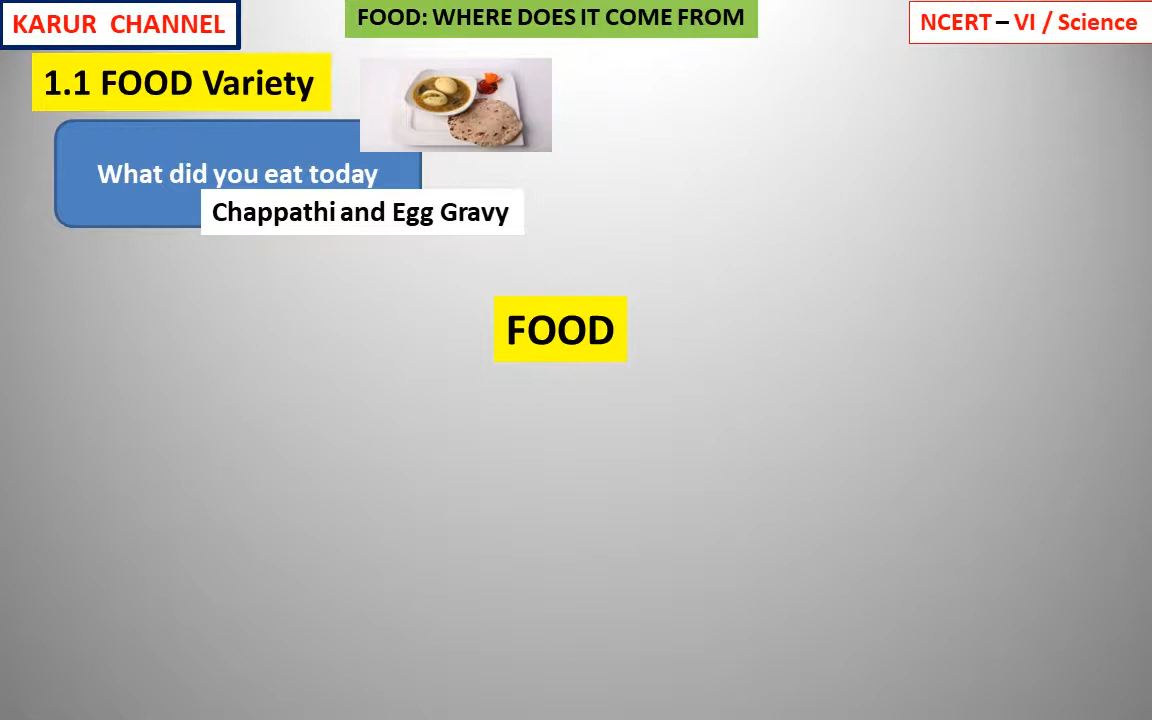 KARUR CHANNEL
FOOD: WHERE DOES IT COME FROM
NCERT – VI / Science
1.1 FOOD Variety
What did you eat today
Chappathi and Egg Gravy
FOOD